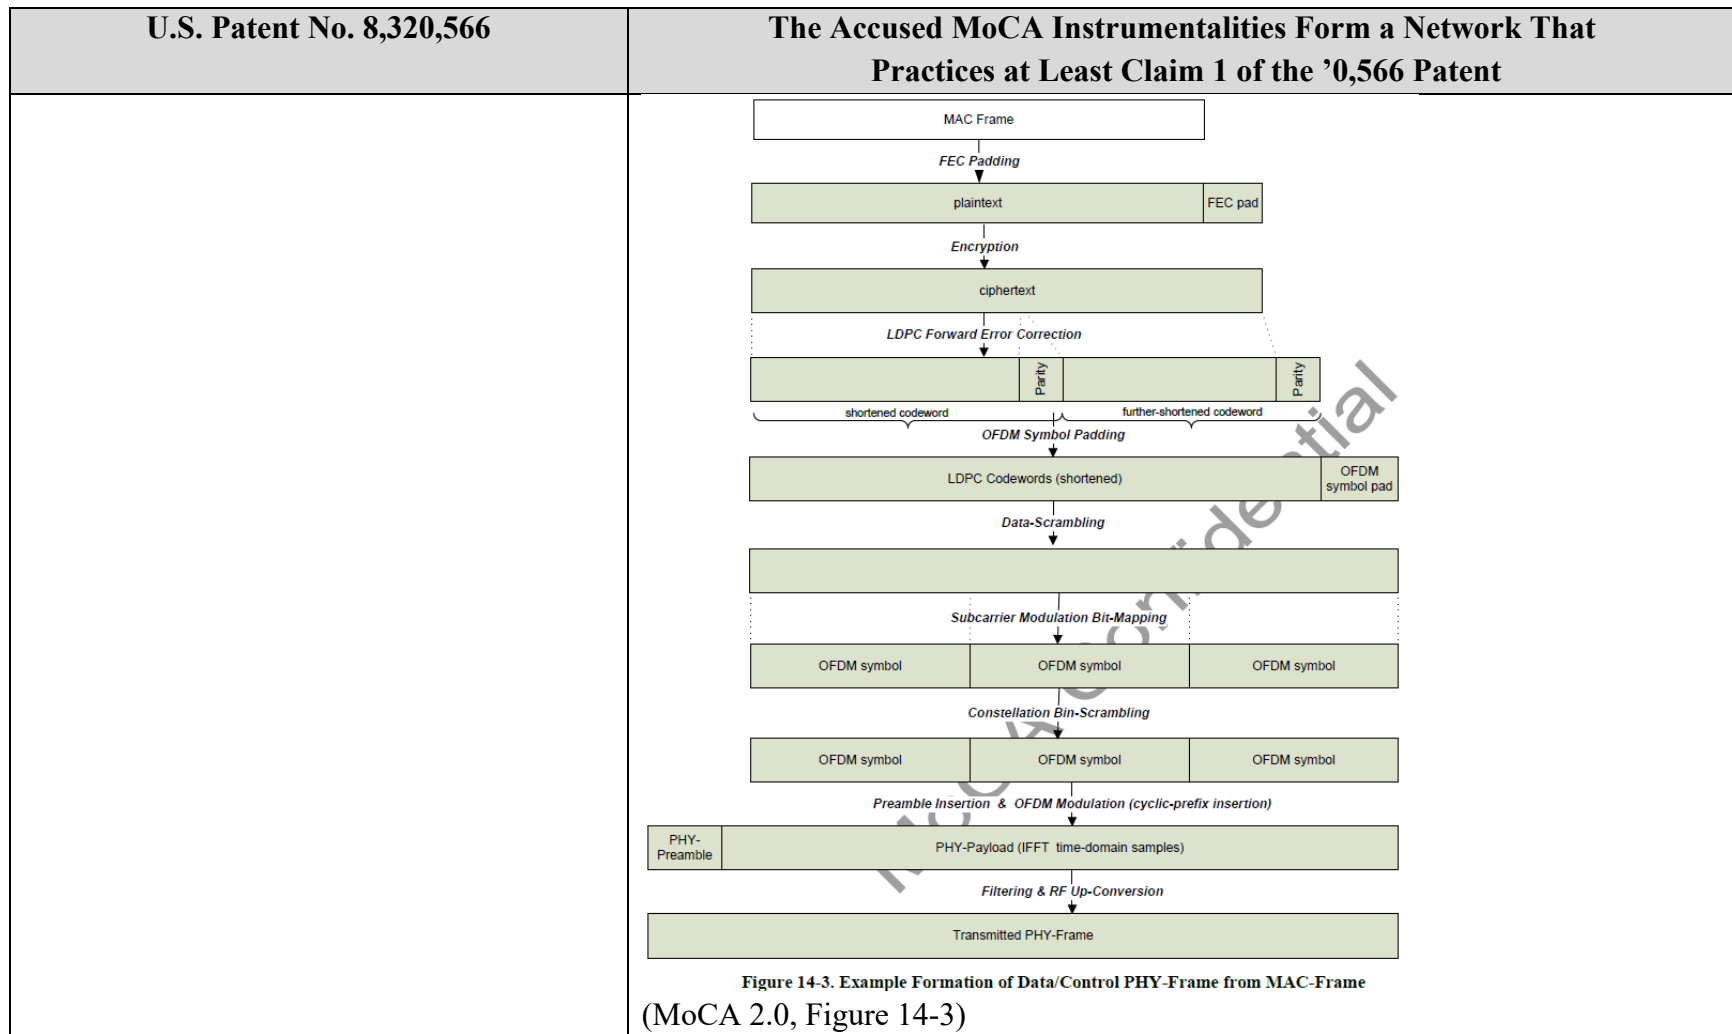 U.S. Patent No. 8,320,566
The Accused MoCA Instrumentalities Form a Network That
Practices at Least Claim 1 of the ’0,566 Patent
MAC Frame
FEC Padding
plaintext
FEC pad
Encryption
ciphertext
LDPC Forward Error Correction
Parity
Parity
shortened codeword
further-shortened codeword
OFDM Symbol Padding
LDPC Codewords (shortened)
OFDM
symbol pad
Data-Scrambling
Subcarrier Modulation Bit-Mapping
OFDM symbol
OFDM symbol
OFDM symbol
Constellation Bin-Scrambling
OFDM symbol
OFDM symbol
OFDM symbol
Preamble Insertion & OFDM Modulation (cyclic-prefix insertion)
PHY-
Preamble
PHY-Payload (IFFT time-domain samples)
Filtering & RF Up-Conversion
Transmitted PHY-Frame
MoCA Confidential
Figure 14-3. Example Formation of Data/Control PHY-Frame from MAC-Frame
(MoCA 2.0, Figure 14-3)